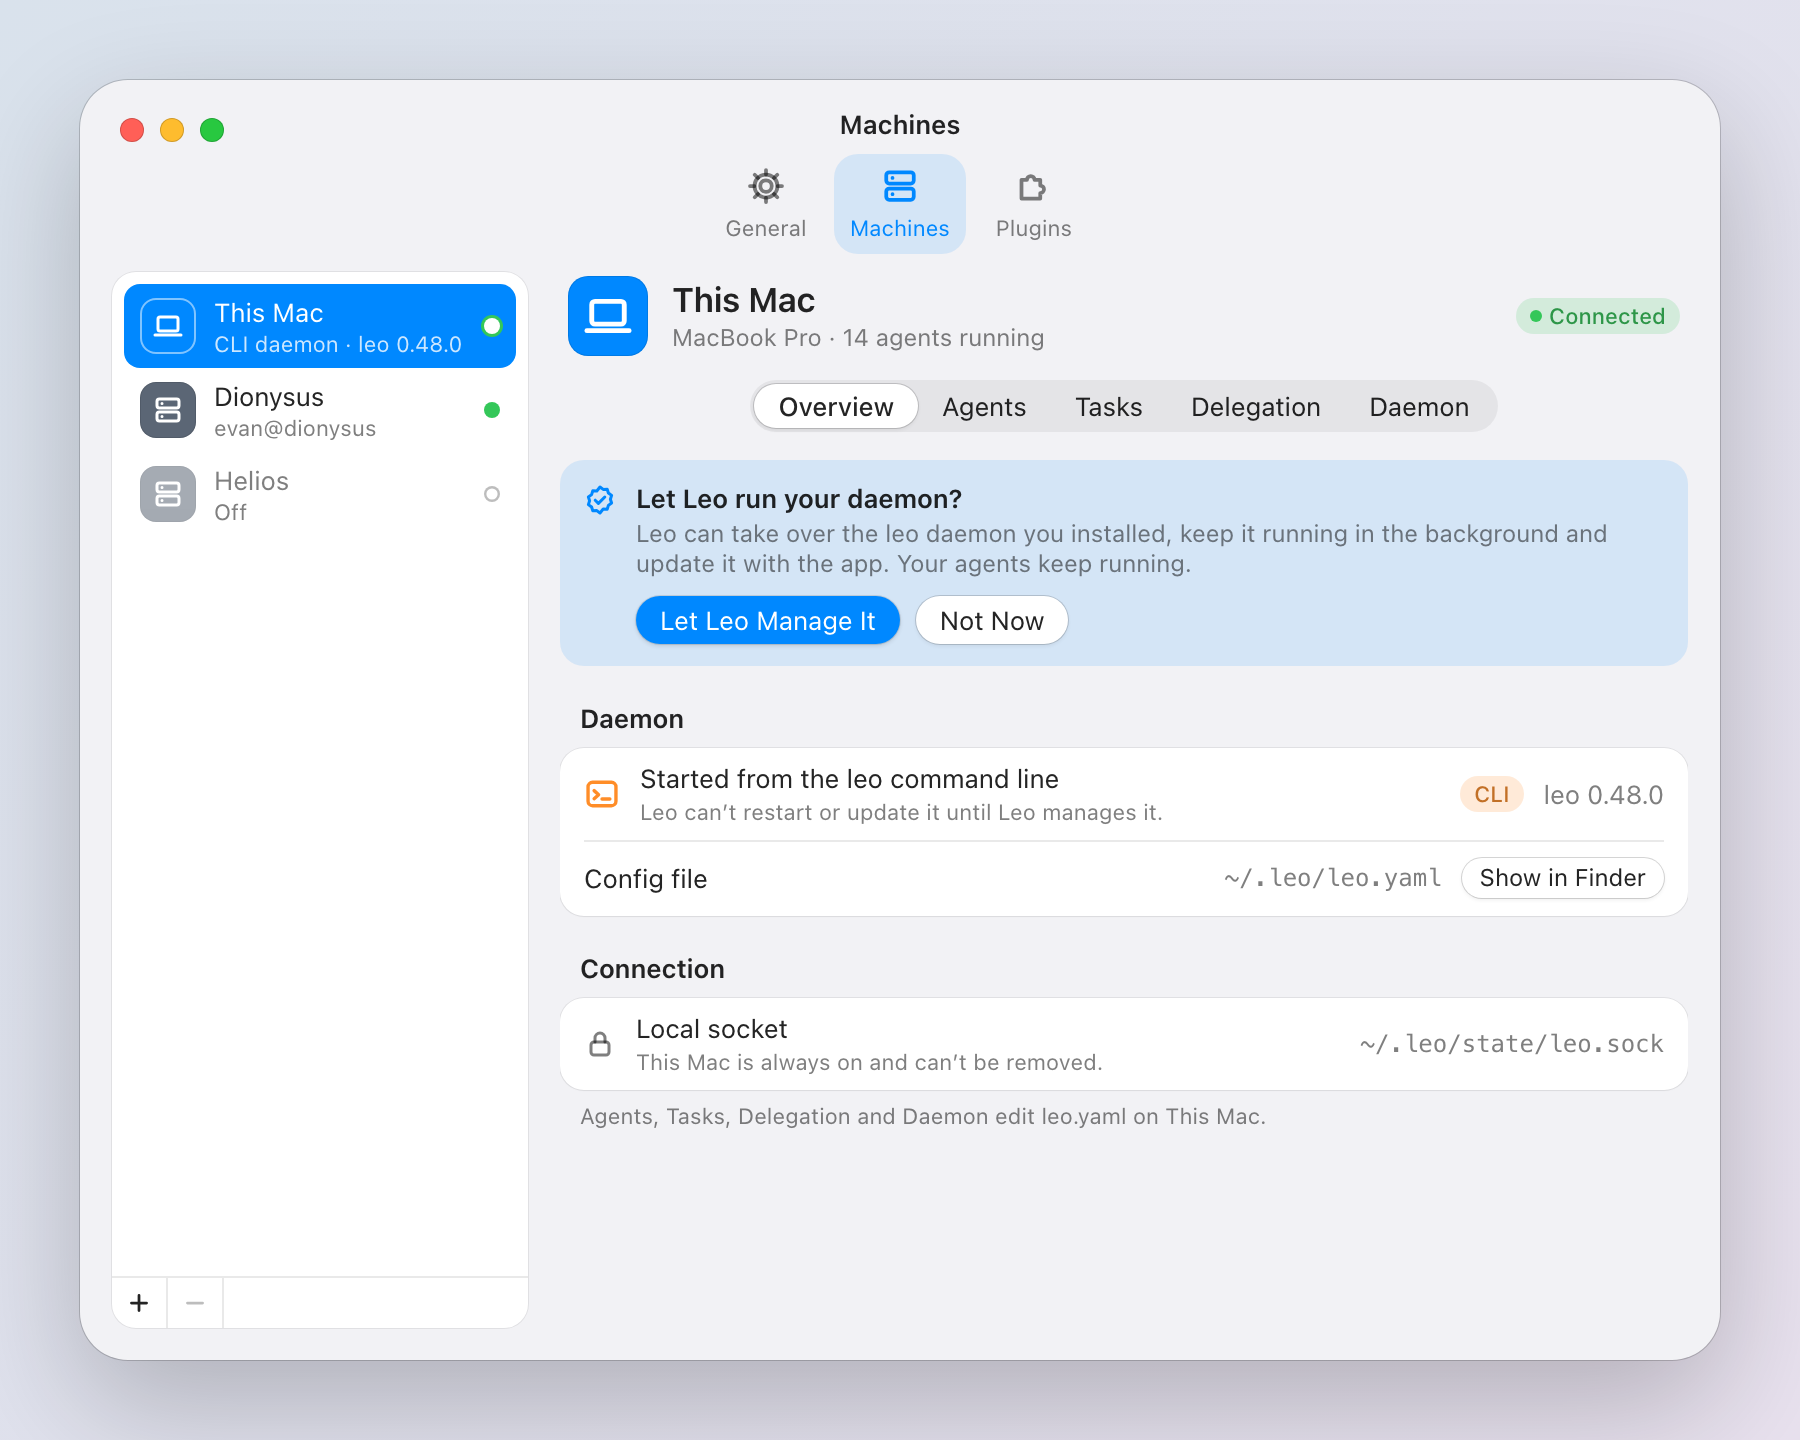 Machines
General
Machines
Plugins
This Mac
CLI daemon · leo 0.48.0
Dionysus
evan@dionysus
Helios
Off
This Mac
MacBook Pro · 14 agents running
Connected
Overview
Agents
Tasks
Delegation
Daemon
Let Leo run your daemon?
Leo can take over the leo daemon you installed, keep it running in the background and
update it with the app. Your agents keep running.
Let Leo Manage It
Not Now
Daemon
Started from the leo command line
Leo can’t restart or update it until Leo manages it.
CLI
leo 0.48.0
Config file
~/.leo/leo.yaml
Show in Finder
Connection
Local socket
This Mac is always on and can’t be removed.
~/.leo/state/leo.sock
Agents, Tasks, Delegation and Daemon edit leo.yaml on This Mac.